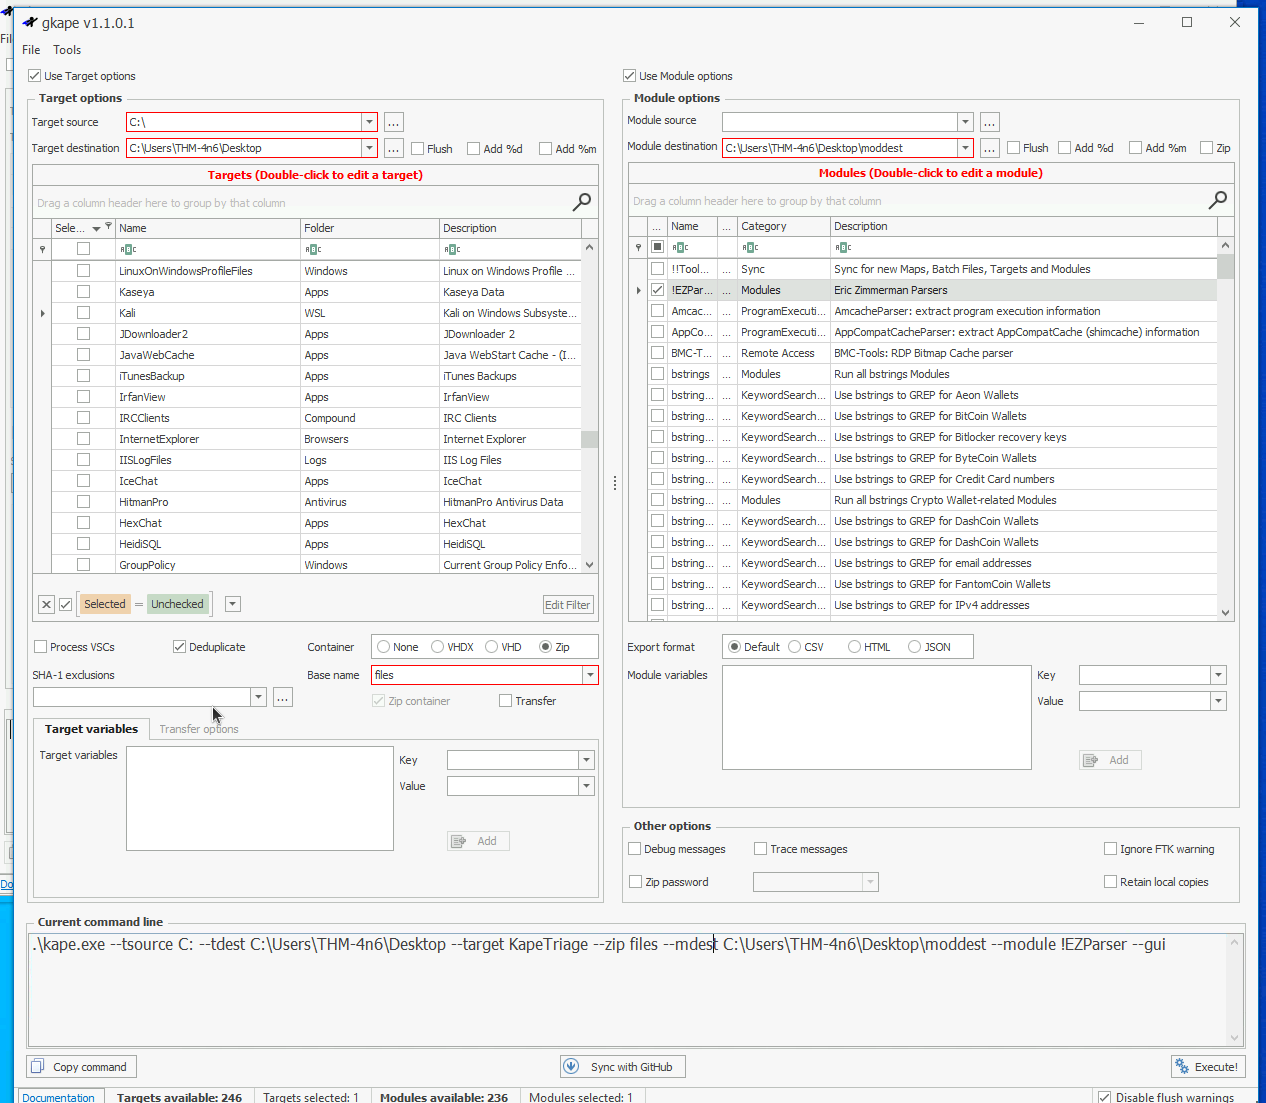 gkape v1.1.0.1
File Tools
Use Target options
Target options
Target source C:\ ...
Target destination C:\Users\THM-4n6\Desktop ... Flush Add %d Add %m
Targets (Double-click to edit a target)
Drag a column header here to group by that column
Sele... Name Folder Description
LinuxOnWindowsProfileFiles Windows Linux on Windows Profile ...
Kaseya Apps Kaseya Data
Kali WSL Kali on Windows Subsyste...
JDownloader2 Apps JDownloader 2
JavaWebCache Apps Java WebStart Cache - (I...
iTunesBackup Apps iTunes Backups
IrfanView Apps IrfanView
IRCClients Compound IRC Clients
InternetExplorer Browsers Internet Explorer
IISLogFiles Logs IIS Log Files
IceChat Apps IceChat
HitmanPro Antivirus HitmanPro Antivirus Data
HexChat Apps HexChat
HeidiSQL Apps HeidiSQL
GroupPolicy Windows Current Group Policy Enfo...
Selected = Unchecked Edit Filter
Process VSCs Deduplicate Container None VHDX VHD Zip
SHA-1 exclusions Base name files
... Zip container Transfer
Target variables Transfer options
Target variables Key
Value
Add
Use Module options
Module options
Module source ...
Module destination C:\Users\THM-4n6\Desktop\moddest ... Flush Add %d Add %m Zip
Modules (Double-click to edit a module)
Drag a column header here to group by that column
... Name ... Category Description
!!Tool... ... Sync Sync for new Maps, Batch Files, Targets and Modules
!EZPar... ... Modules Eric Zimmerman Parsers
Amcac... ... ProgramExecuti... AmcacheParser: extract program execution information
AppCo... ... ProgramExecuti... AppCompatCacheParser: extract AppCompatCache (shimcache) information
BMC-T... ... Remote Access BMC-Tools: RDP Bitmap Cache parser
bstrings ... Modules Run all bstrings Modules
bstring... ... KeywordSearch... Use bstrings to GREP for Aeon Wallets
bstring... ... KeywordSearch... Use bstrings to GREP for BitCoin Wallets
bstring... ... KeywordSearch... Use bstrings to GREP for Bitlocker recovery keys
bstring... ... KeywordSearch... Use bstrings to GREP for ByteCoin Wallets
bstring... ... KeywordSearch... Use bstrings to GREP for Credit Card numbers
bstring... ... Modules Run all bstrings Crypto Wallet-related Modules
bstring... ... KeywordSearch... Use bstrings to GREP for DashCoin Wallets
bstring... ... KeywordSearch... Use bstrings to GREP for DashCoin Wallets
bstring... ... KeywordSearch... Use bstrings to GREP for email addresses
bstring... ... KeywordSearch... Use bstrings to GREP for FantomCoin Wallets
bstring... ... KeywordSearch... Use bstrings to GREP for IPv4 addresses
Export format Default CSV HTML JSON
Module variables Key
Value
Add
Other options
Debug messages Trace messages Ignore FTK warning
Zip password Retain local copies
Current command line
.\kape.exe --tsource C: --tdest C:\Users\THM-4n6\Desktop --target KapeTriage --zip files --mdest C:\Users\THM-4n6\Desktop\moddest --module !EZParser --gui
Copy command Sync with GitHub Execute!
Documentation Targets available: 246 Targets selected: 1 Modules available: 236 Modules selected: 1 Disable flush warnings